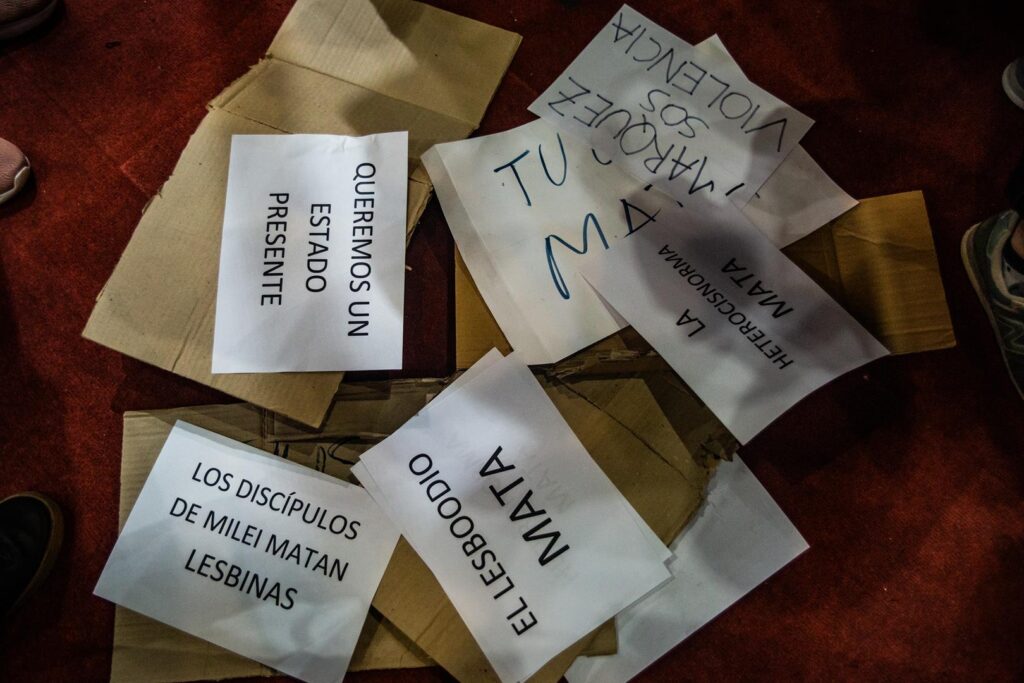 QUEREMOS UN
ESTADO
PRESENTE
¡MÁRQUEZ
SOS
VIOLENCIA
TU
LA
HETEROCISNORMA
MATA
EL LESBOODIO
MATA
LOS DISCÍPULOS
DE MILEI MATAN
LESBINAS